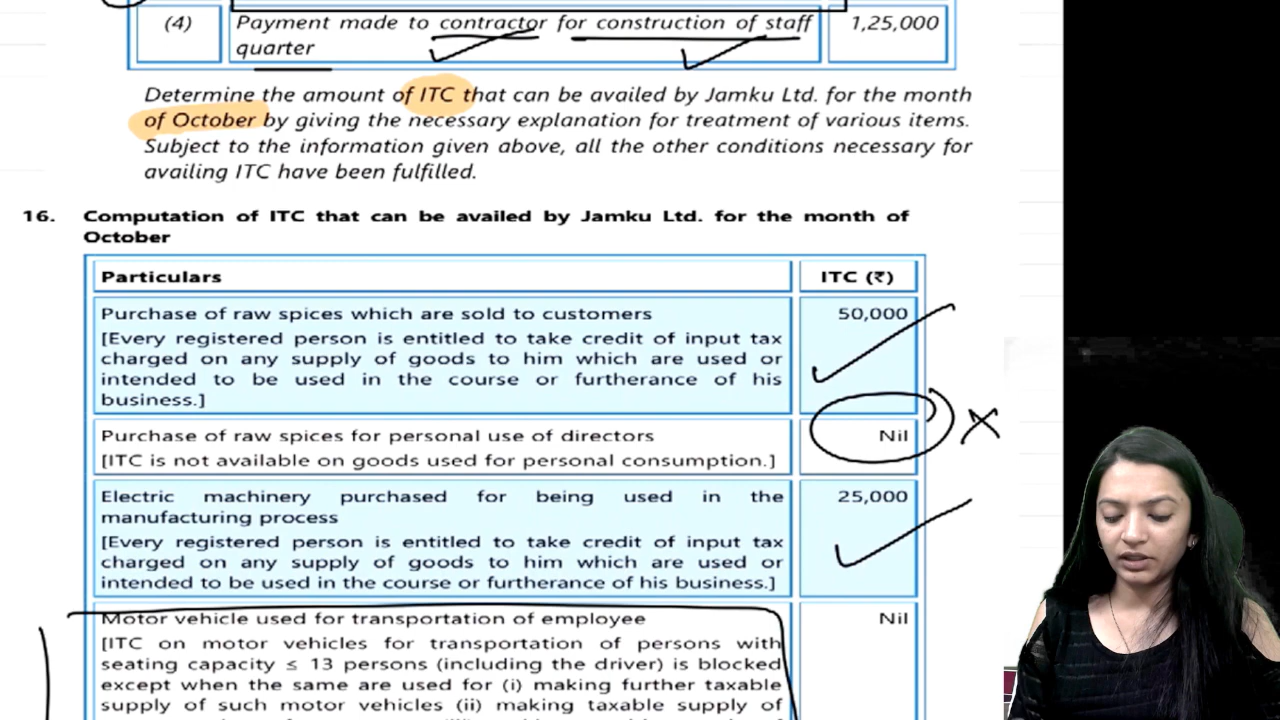 (4) Payment made to contractor for construction of staff 1,25,000
quarter
Determine the amount of ITC that can be availed by Jamku Ltd. for the month
of October by giving the necessary explanation for treatment of various items.
Subject to the information given above, all the other conditions necessary for
availing ITC have been fulfilled.
16. Computation of ITC that can be availed by Jamku Ltd. for the month of
October
Particulars ITC (₹)
Purchase of raw spices which are sold to customers 50,000
[Every registered person is entitled to take credit of input tax
charged on any supply of goods to him which are used or
intended to be used in the course or furtherance of his
business.]
Purchase of raw spices for personal use of directors Nil
[ITC is not available on goods used for personal consumption.]
Electric machinery purchased for being used in the 25,000
manufacturing process
[Every registered person is entitled to take credit of input tax
charged on any supply of goods to him which are used or
intended to be used in the course or furtherance of his business.]
Motor vehicle used for transportation of employee Nil
[ITC on motor vehicles for transportation of persons with
seating capacity ≤ 13 persons (including the driver) is blocked
except when the same are used for (i) making further taxable
supply of such motor vehicles (ii) making taxable supply of